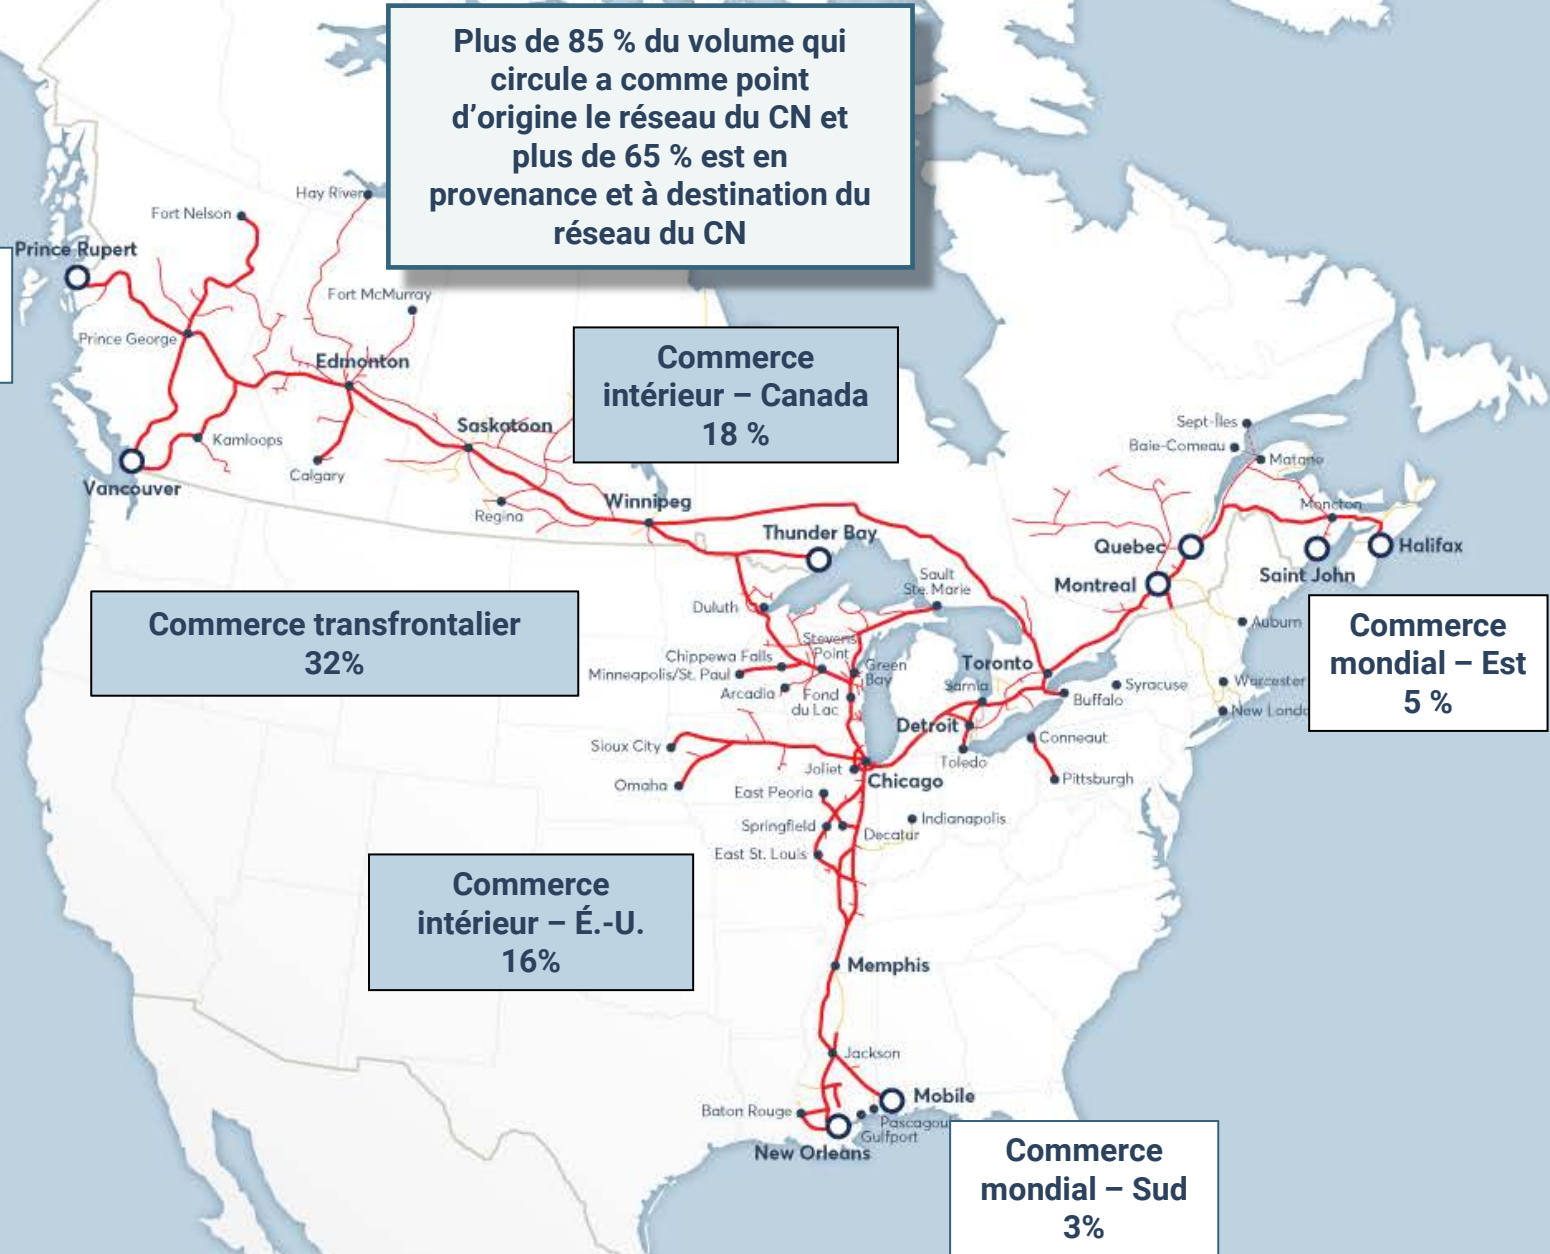 Plus de 85 % du volume qui
circule a comme point
d’origine le réseau du CN et
plus de 65 % est en
provenance et à destination du
réseau du CN
Hay River
Fort Nelson
Prince Rupert
Fort McMurray
Prince George
Edmonton
Commerce
intérieur – Canada
18 %
Saskatoon
Kamloops
Calgary
Vancouver
Regina
Winnipeg
Thunder Bay
Sept-Îles
Baie-Comeau
Matane
Moncton
Quebec
Halifax
Montreal
Saint John
Sault
Ste. Marie
Duluth
Commerce transfrontalier
32%
Auburn
Commerce
mondial – Est
5 %
Stevens
Point
Chippewa Falls
Green
Bay
Minneapolis/St. Paul
Toronto
Arcadia
Fond
du Lac
Sarnia
Syracuse
Worcester
Buffalo
New Londo
Detroit
Sioux City
Conneaut
Toledo
Joliet
Chicago
Pittsburgh
Omaha
East Peoria
Springfield
Decatur
Indianapolis
East St. Louis
Commerce
intérieur – É.-U.
16%
Memphis
Jackson
Baton Rouge
Mobile
Pascagou
Gulfport
New Orleans
Commerce
mondial – Sud
3%